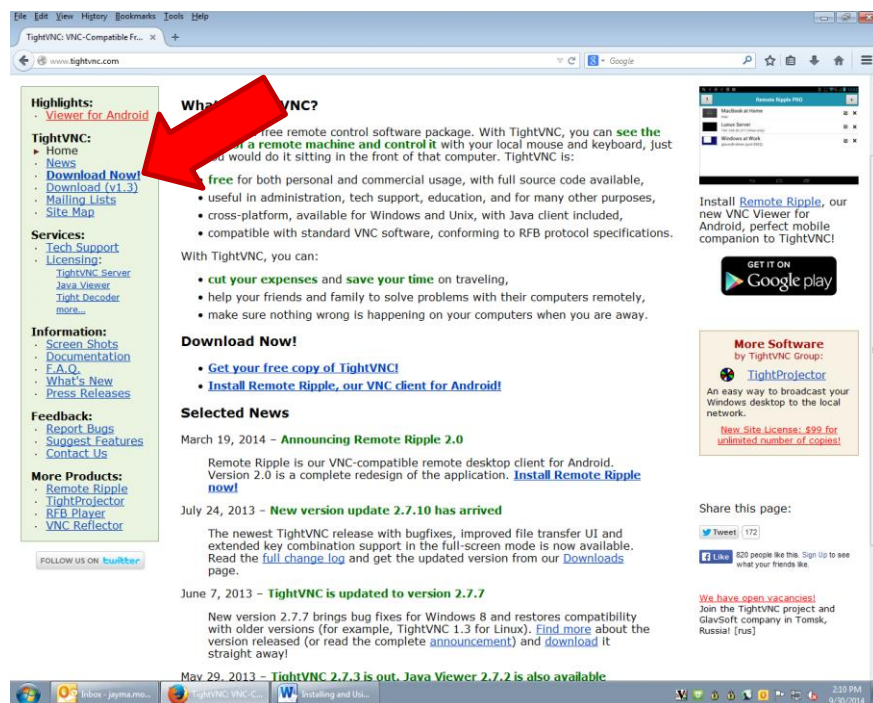 File Edit View History Bookmarks Tools Help
TightVNC: VNC-Compatible Fr... × +
www.tightvnc.com
Google
Highlights:
Viewer for Android
TightVNC:
Home
News
Download Now!
Download (v1.3)
Mailing Lists
Site Map
Services:
Tech Support
Licensing:
TightVNC Server
Java Viewer
Tight Decoder
more...
Information:
Screen Shots
Documentation
F.A.Q.
What's New
Press Releases
Feedback:
Report Bugs
Suggest Features
Contact Us
More Products:
Remote Ripple
TightProjector
RFB Player
VNC Reflector
FOLLOW US ON twitter
VNC?
free remote control software package. With TightVNC, you can see the
a remote machine and control it with your local mouse and keyboard, just
would do it sitting in the front of that computer. TightVNC is:
• free for both personal and commercial usage, with full source code available,
• useful in administration, tech support, education, and for many other purposes,
• cross-platform, available for Windows and Unix, with Java client included,
• compatible with standard VNC software, conforming to RFB protocol specifications.
With TightVNC, you can:
• cut your expenses and save your time on traveling,
• help your friends and family to solve problems with their computers remotely,
• make sure nothing wrong is happening on your computers when you are away.
Download Now!
• Get your free copy of TightVNC!
• Install Remote Ripple, our VNC client for Android!
Selected News
March 19, 2014 – Announcing Remote Ripple 2.0
Remote Ripple is our VNC-compatible remote desktop client for Android.
Version 2.0 is a complete redesign of the application. Install Remote Ripple
now!
July 24, 2013 – New version update 2.7.10 has arrived
The newest TightVNC release with bugfixes, improved file transfer UI and
extended key combination support in the full-screen mode is now available.
Read the full change log and get the updated version from our Downloads
page.
June 7, 2013 – TightVNC is updated to version 2.7.7
New version 2.7.7 brings bug fixes for Windows 8 and restores compatibility
with older versions (for example, TightVNC 1.3 for Linux). Find more about the
version released (or read the complete announcement) and download it
straight away!
May 29, 2013 – TightVNC 2.7.3 is out, Java Viewer 2.7.2 is also available
Remote Ripple PRO
MacBook at Home
Linux Server
Windows at Work
Install Remote Ripple, our
new VNC Viewer for
Android, perfect mobile
companion to TightVNC!
GET IT ON
Google play
More Software
by TightVNC Group:
TightProjector
An easy way to broadcast your
Windows desktop to the local
network.
New Site License: $99 for
unlimited number of copies!
Share this page:
Tweet 172
Like 820 people like this. Sign Up to see
what your friends like.
We have open vacancies!
Join the TightVNC project and
GlavSoft company in Tomsk,
Russia! [rus]
Inbox - jayma.mo...
TightVNC: VNC-C...
Installing and Usi...
2:10 PM
9/30/2014